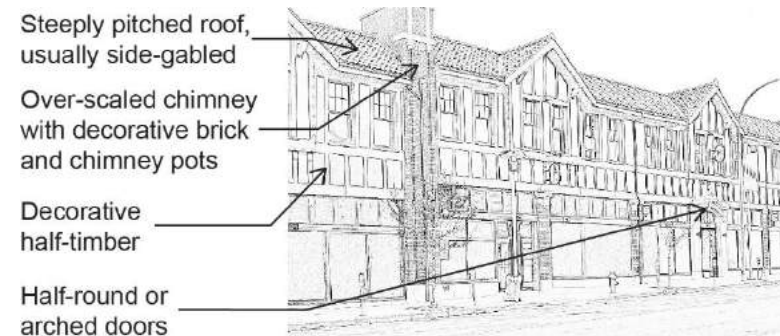 Steeply pitched roof,
usually side-gabled
Over-scaled chimney
with decorative brick
and chimney pots
Decorative
half-timber
Half-round or
arched doors